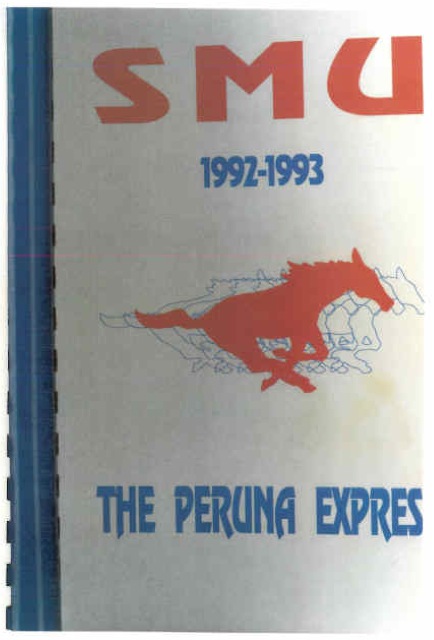 SMU
1992-1993
THE PERUNA EXPRES